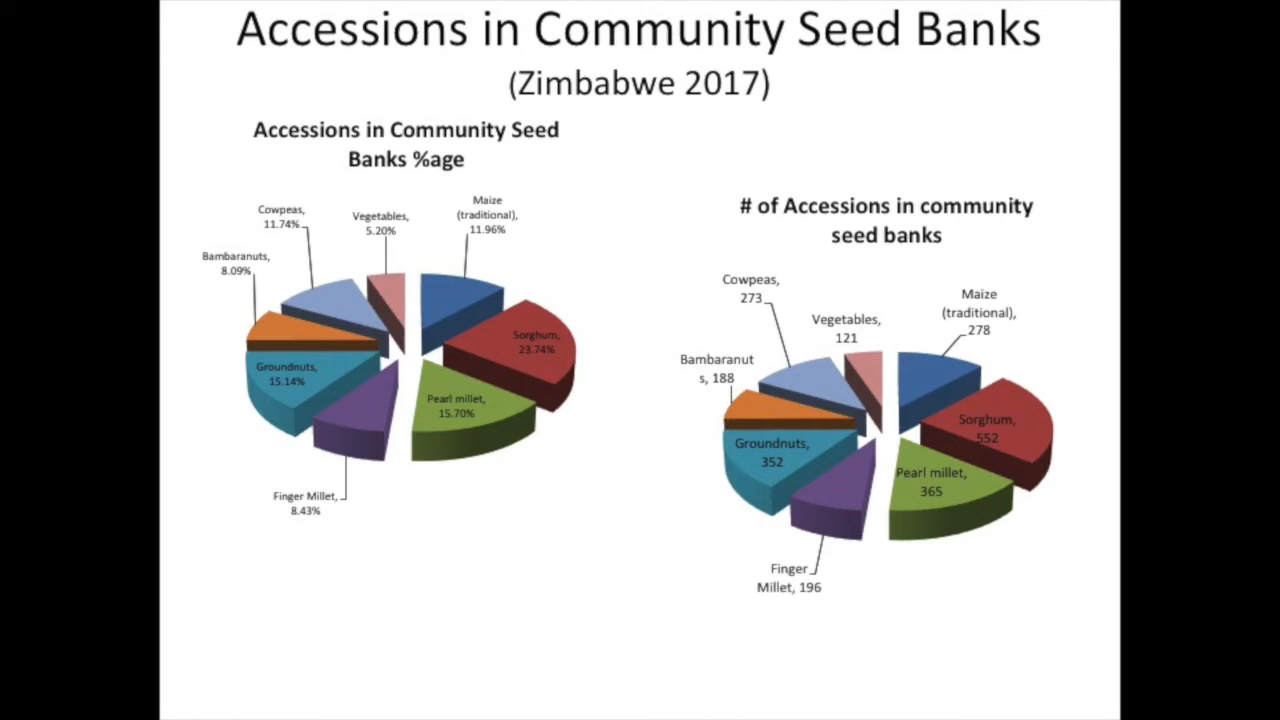 Accessions in Community Seed Banks
(Zimbabwe 2017)
Accessions in Community Seed
Banks %age
Maize
(traditional),
11.96%
Sorghum,
23.74%
Pearl millet,
15.70%
Finger Millet,
8.43%
Groundnuts,
15.14%
Bambaranuts,
8.09%
Cowpeas,
11.74%
Vegetables,
5.20%
# of Accessions in community
seed banks
Maize
(traditional),
278
Sorghum,
552
Pearl millet,
365
Finger
Millet, 196
Groundnuts,
352
Bambaranut
s, 188
Cowpeas,
273
Vegetables,
121